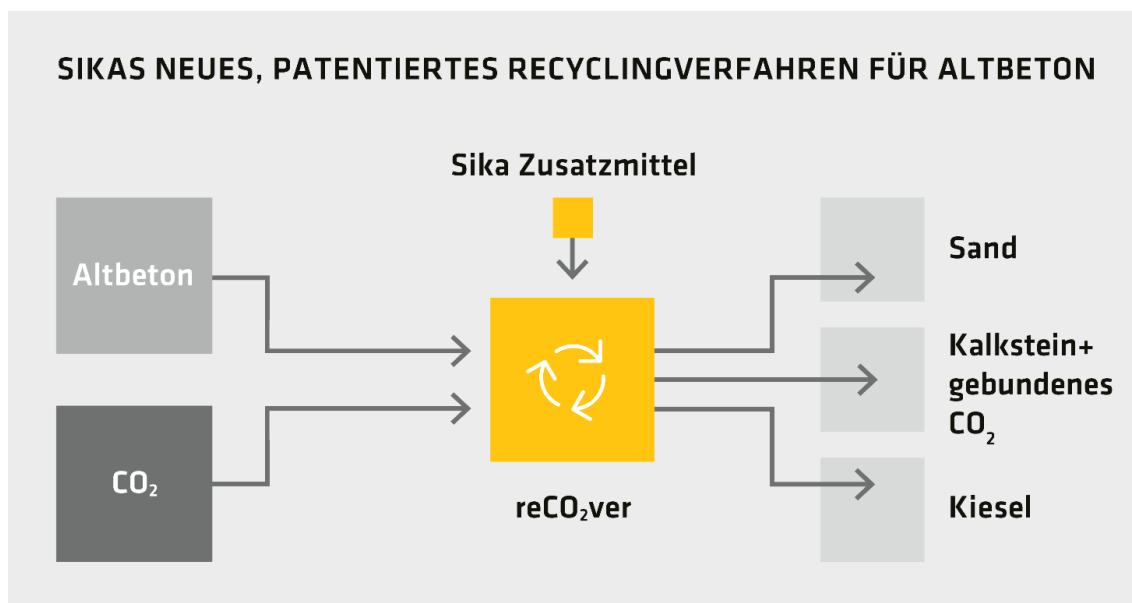 SIKAS NEUES, PATENTIERTES RECYCLINGVERFAHREN FÜR ALTBETON
Sika Zusatzmittel
Altbeton
CO₂
reCO₂ver
Sand
Kalkstein+
gebundenes
CO₂
Kiesel